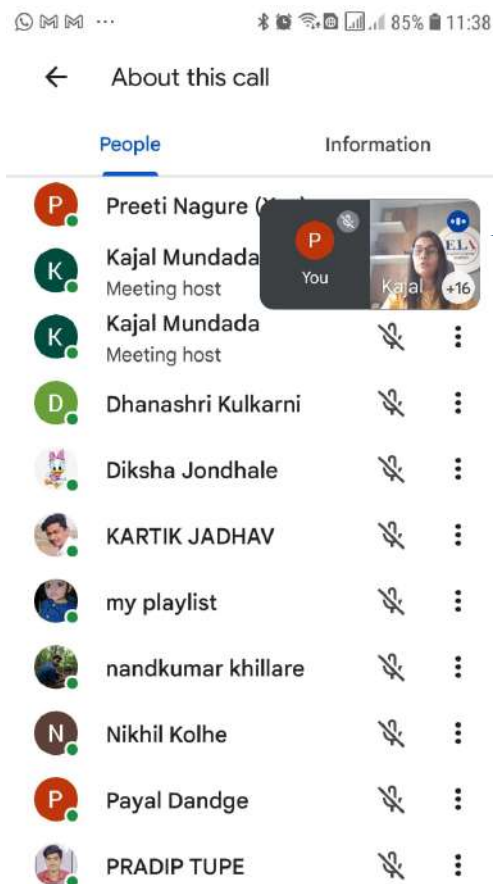 85% 11:38
About this call
People Information
Preeti Nagure (
P
You
Kajal
ELA
+16
K
Kajal Mundada
Meeting host
K
Kajal Mundada
Meeting host
D
Dhanashri Kulkarni
Diksha Jondhale
KARTIK JADHAV
my playlist
nandkumar khillare
N
Nikhil Kolhe
P
Payal Dandge
PRADIP TUPE